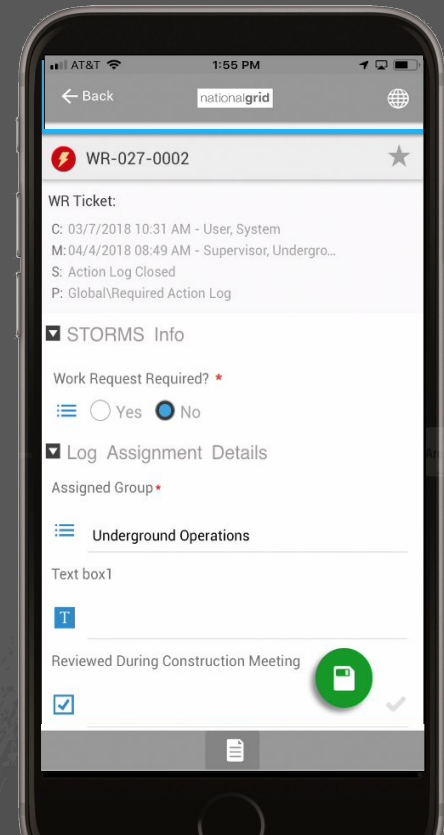 AT&T 1:55 PM
Back nationalgrid
WR-027-0002
WR Ticket:
C: 03/7/2018 10:31 AM - User, System
M: 04/4/2018 08:49 AM - Supervisor, Undergro...
S: Action Log Closed
P: Global\Required Action Log
STORMS Info
Work Request Required? *
Yes No
Log Assignment Details
Assigned Group *
Underground Operations
Text box1
T
Reviewed During Construction Meeting